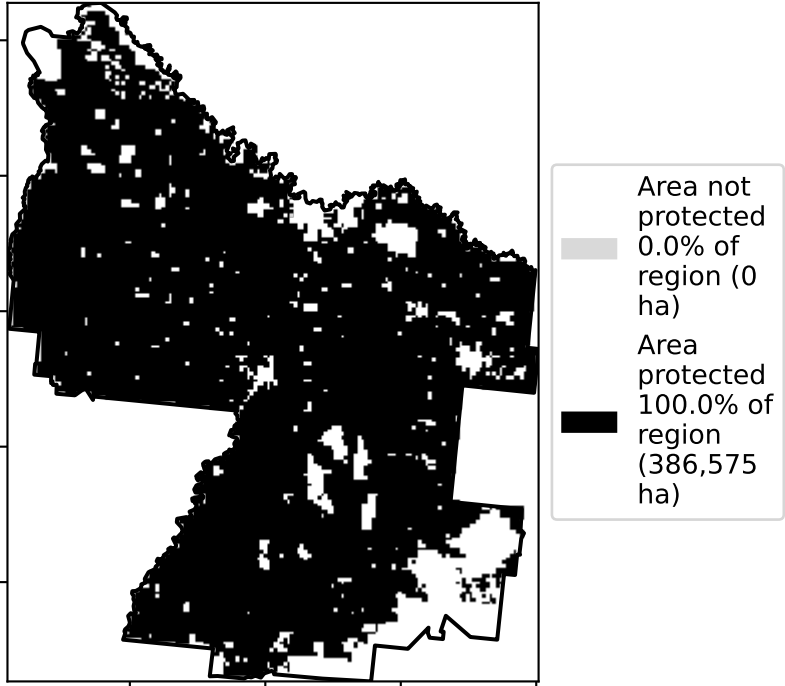 Area not
protected
0.0% of
region (0
ha)
Area
protected
100.0% of
region
(386,575
ha)